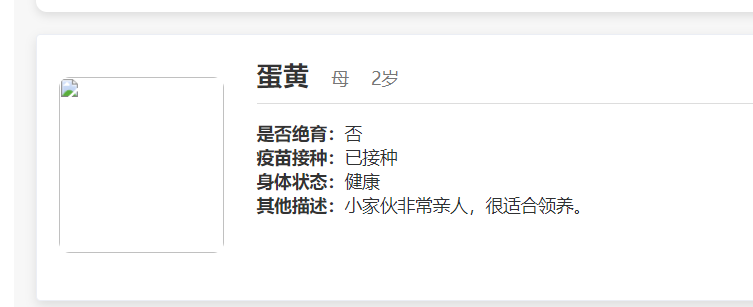 蛋黄 母 2岁
是否绝育：否
疫苗接种：已接种
身体状态：健康
其他描述：小家伙非常亲人，很适合领养。